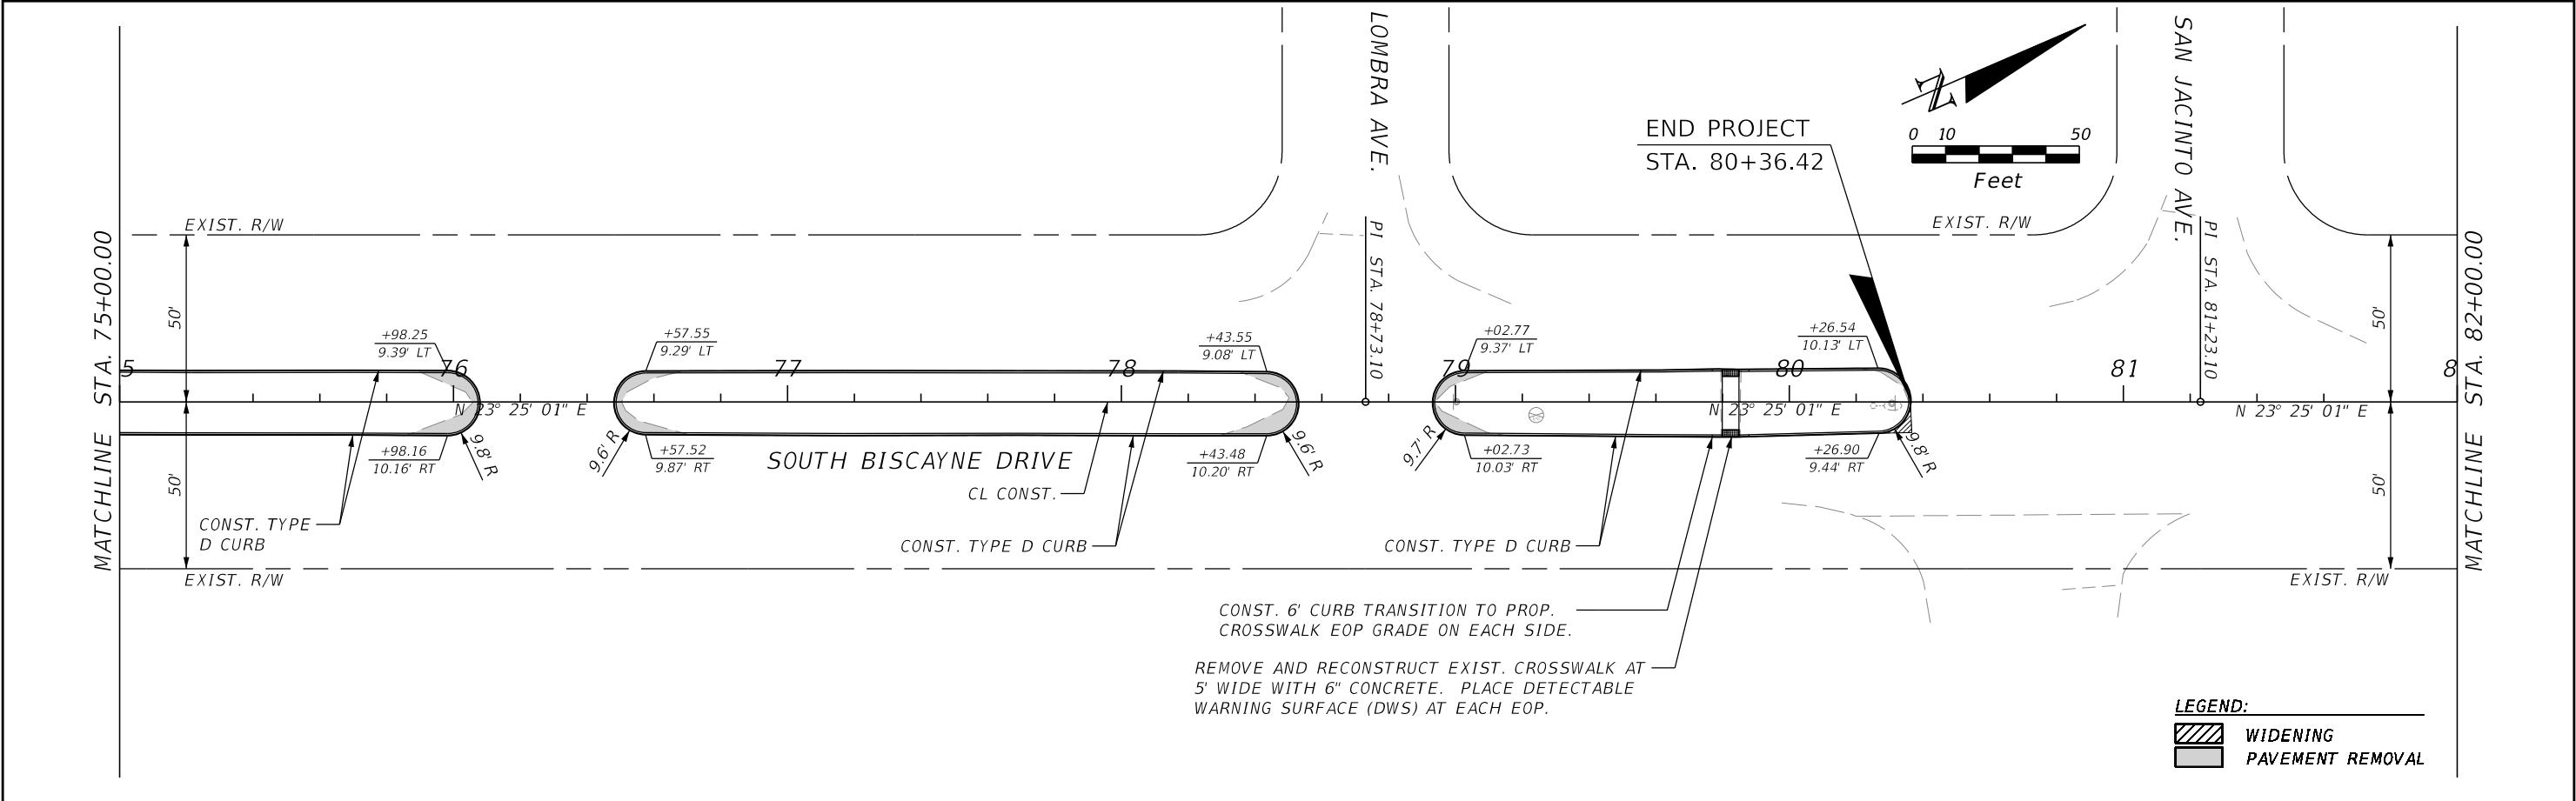 LOMBRA AVE.
SAN JACINTO AVE.
N
END PROJECT
STA. 80+36.42
0 10 50
Feet
EXIST. R/W
EXIST. R/W
MATCHLINE STA. 75+00.00
MATCHLINE STA. 82+00.00
PI STA. 78+73.10
PI STA. 81+23.10
50'
50'
+98.25
9.39' LT
+57.55
9.29' LT
+43.55
9.08' LT
+02.77
9.37' LT
+26.54
10.13' LT
5
76
77
78
79
80
81
8
N 23° 25' 01" E
N 23° 25' 01" E
N 23° 25' 01" E
50'
50'
+98.16
10.16' RT
9.8' R
9.6' R
+57.52
9.87' RT
SOUTH BISCAYNE DRIVE
+43.48
10.20' RT
9.6' R
9.7' R
+02.73
10.03' RT
+26.90
9.44' RT
9.8' R
CL CONST.
CONST. TYPE
D CURB
CONST. TYPE D CURB
CONST. TYPE D CURB
EXIST. R/W
EXIST. R/W
CONST. 6' CURB TRANSITION TO PROP.
CROSSWALK EOP GRADE ON EACH SIDE.
REMOVE AND RECONSTRUCT EXIST. CROSSWALK AT
5' WIDE WITH 6" CONCRETE. PLACE DETECTABLE
WARNING SURFACE (DWS) AT EACH EOP.
LEGEND:
WIDENING
PAVEMENT REMOVAL